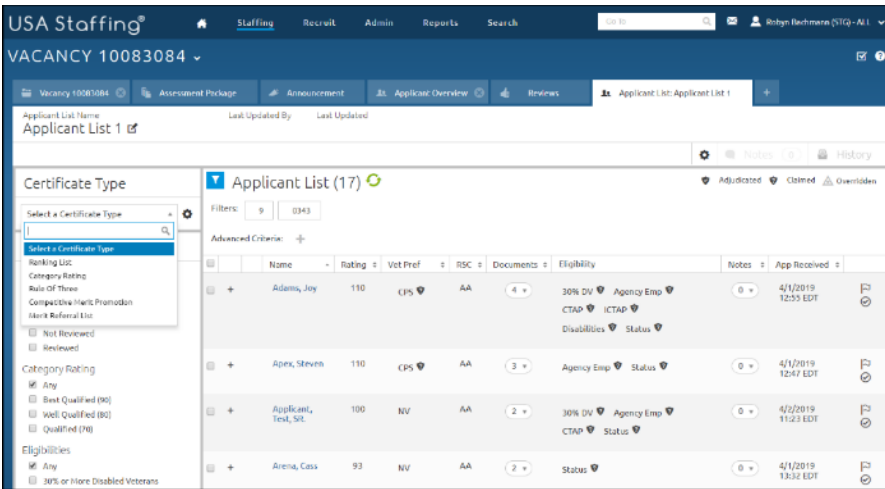 USA Staffing®
Staffing Recruit Admin Reports Search Go to Robyn Bachmann (STG) - ALL
VACANCY 10083084
Vacancy 10083084 Assessment Package Announcement Applicant Overview Reviews Applicant List: Applicant List 1 +
Applicant List Name Last Updated By Last Updated
Applicant List 1
Notes 0 History
Certificate Type
Applicant List (17)
Adjudicated Claimed Overridden
Select a Certificate Type
Filters: 9 0343
Select a Certificate Type
Advanced Criteria: +
Ranking List
Category Rating
Rule Of Three
Competitive Merit Promotion
Merit Referral List
Not Reviewed
Reviewed
Category Rating
Any
Best Qualified (90)
Well Qualified (80)
Qualified (70)
Eligibilities
Any
30% or More Disabled Veterans
Name Rating Vet Pref RSC Documents Eligibility Notes App Received
+ Adams, Joy 110 CPS AA 4 30% DV Agency Emp 0 4/1/2019
12:55 EDT
CTAP ICTAP
Disabilities Status
+ Apex, Steven 110 CPS AA 3 Agency Emp Status 0 4/1/2019
12:47 EDT
+ Applicant, 100 NV AA 2 30% DV Agency Emp 0 4/2/2019
Test, SR. 11:23 EDT
CTAP Status
+ Arena, Cass 93 NV AA 2 Status 0 4/1/2019
13:32 EDT